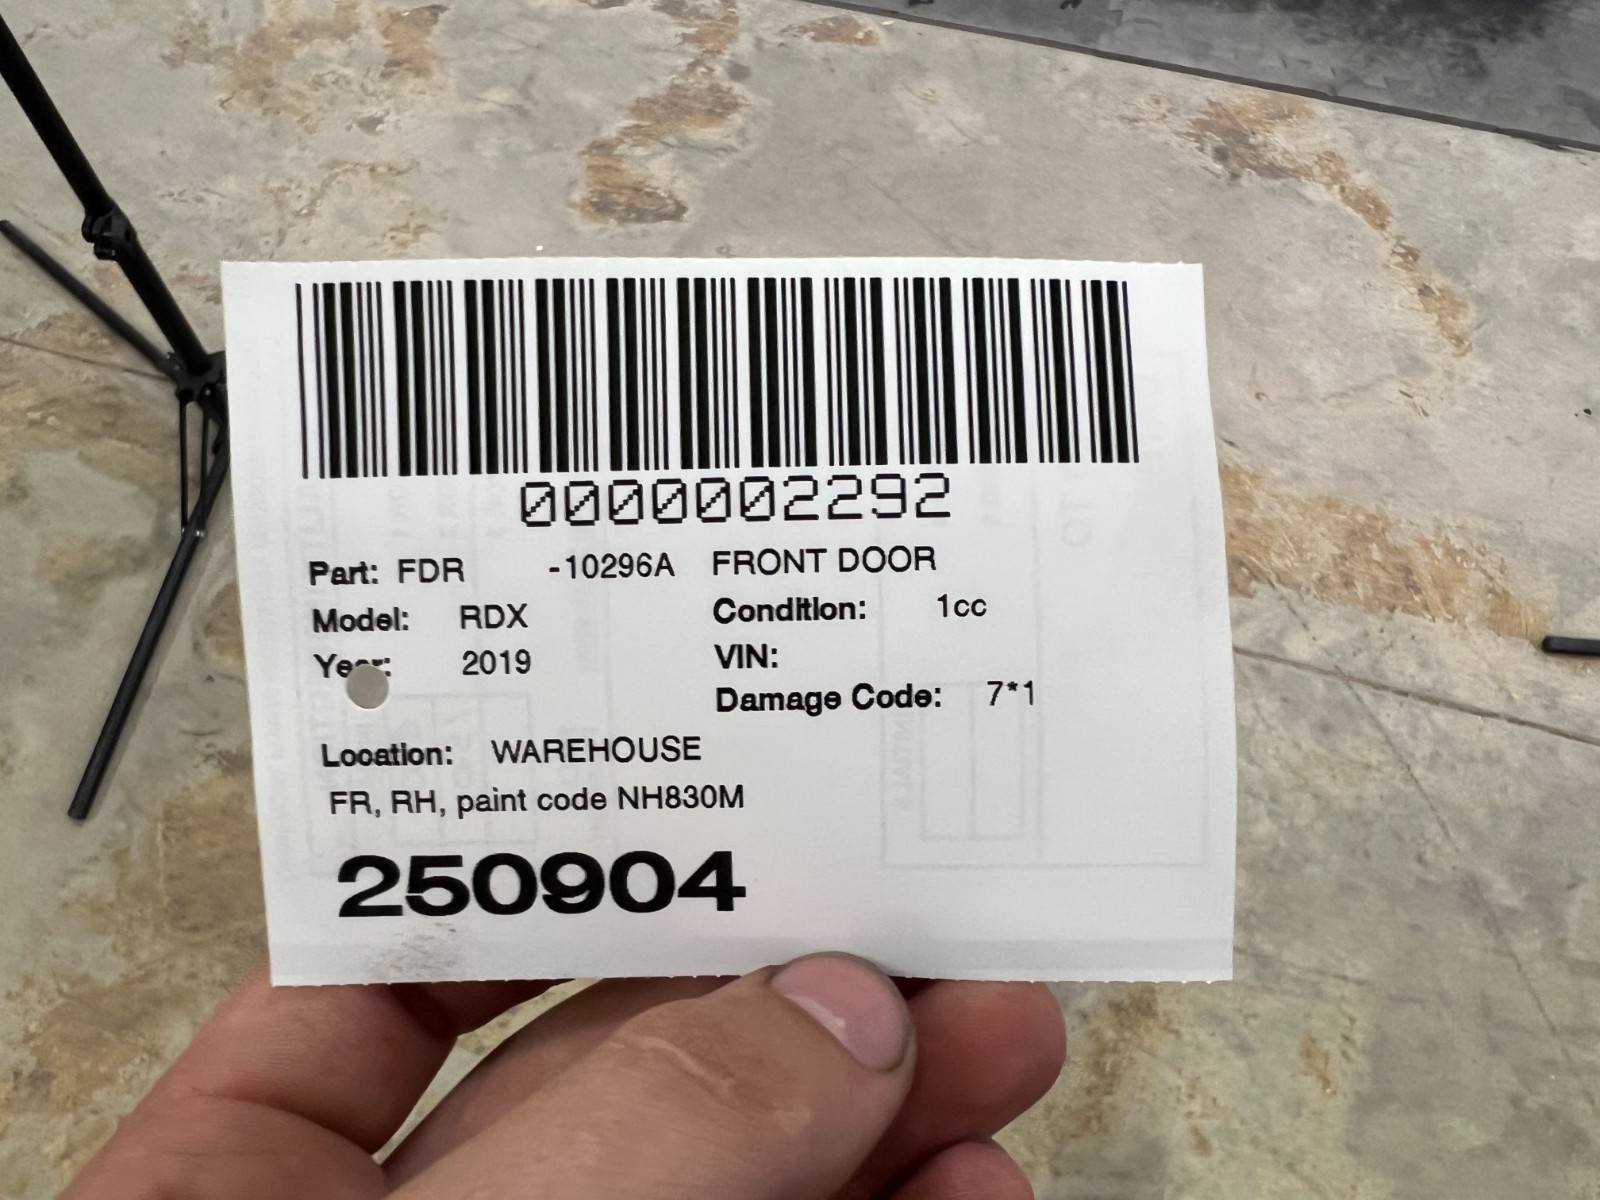 0000002292
Part: FDR -10296A FRONT DOOR
Model: RDX Condition: 1cc
Year: 2019 VIN:
Damage Code: 7*1
Location: WAREHOUSE
FR, RH, paint code NH830M
250904